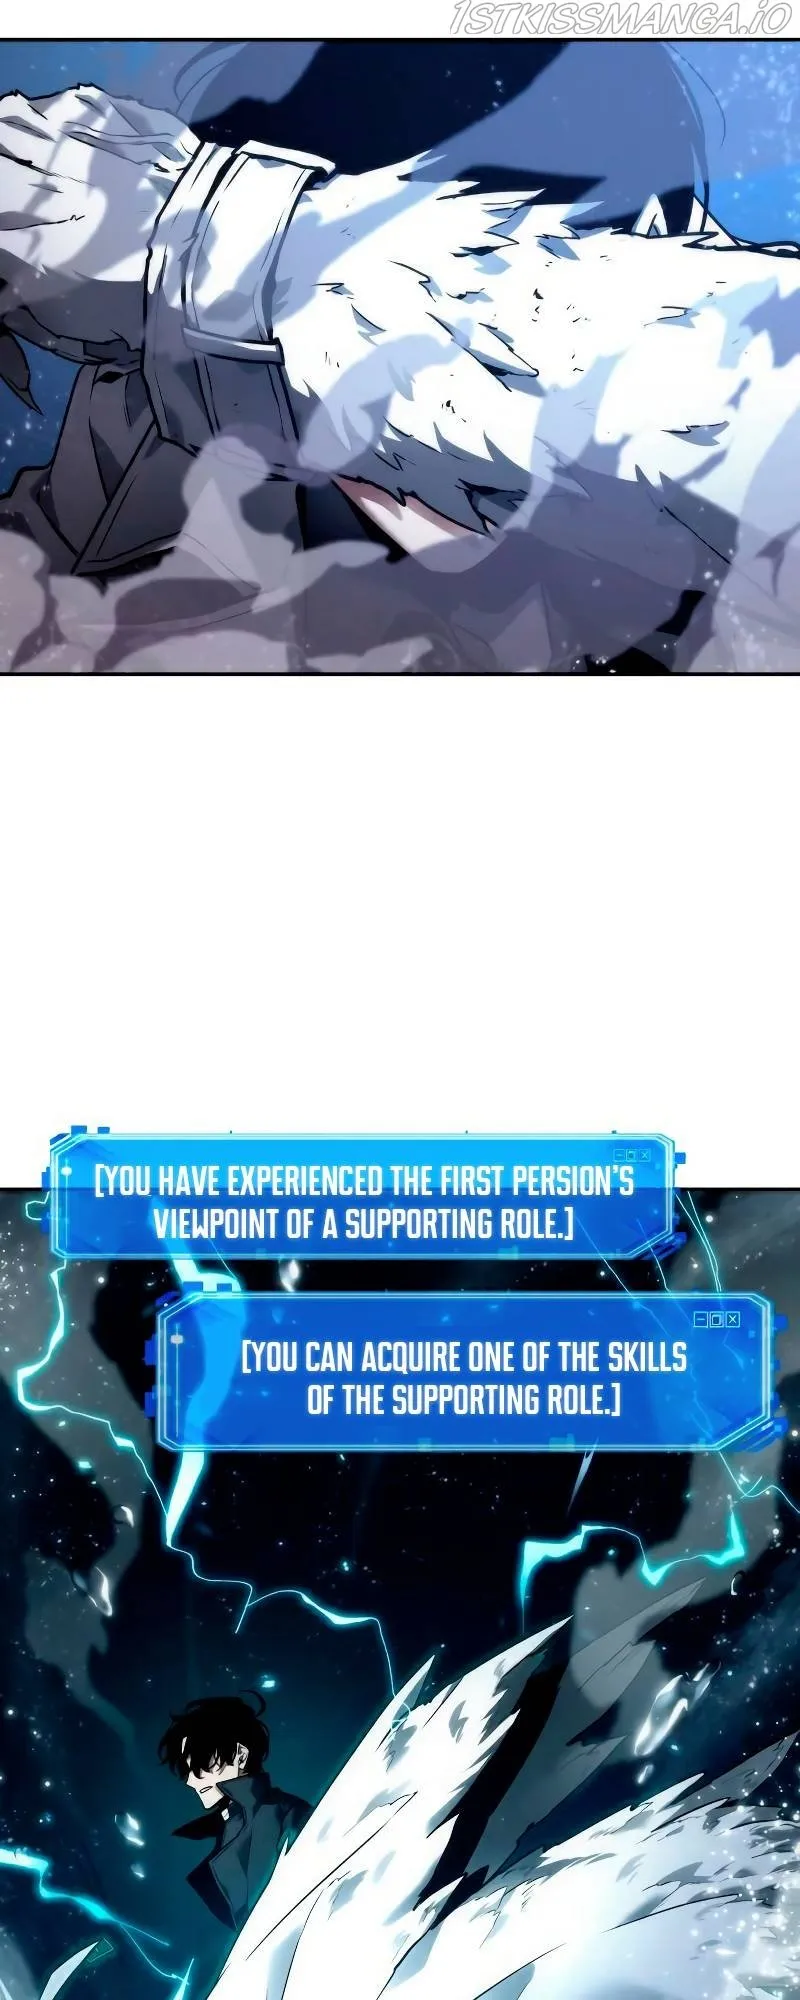 1STKISSMANGA.iO
[YOU HAVE EXPERIENCED THE FIRST PERSION'S
VIEWPOINT OF A SUPPORTING ROLE.]
[YOU CAN ACQUIRE ONE OF THE SKILLS
OF THE SUPPORTING ROLE.]